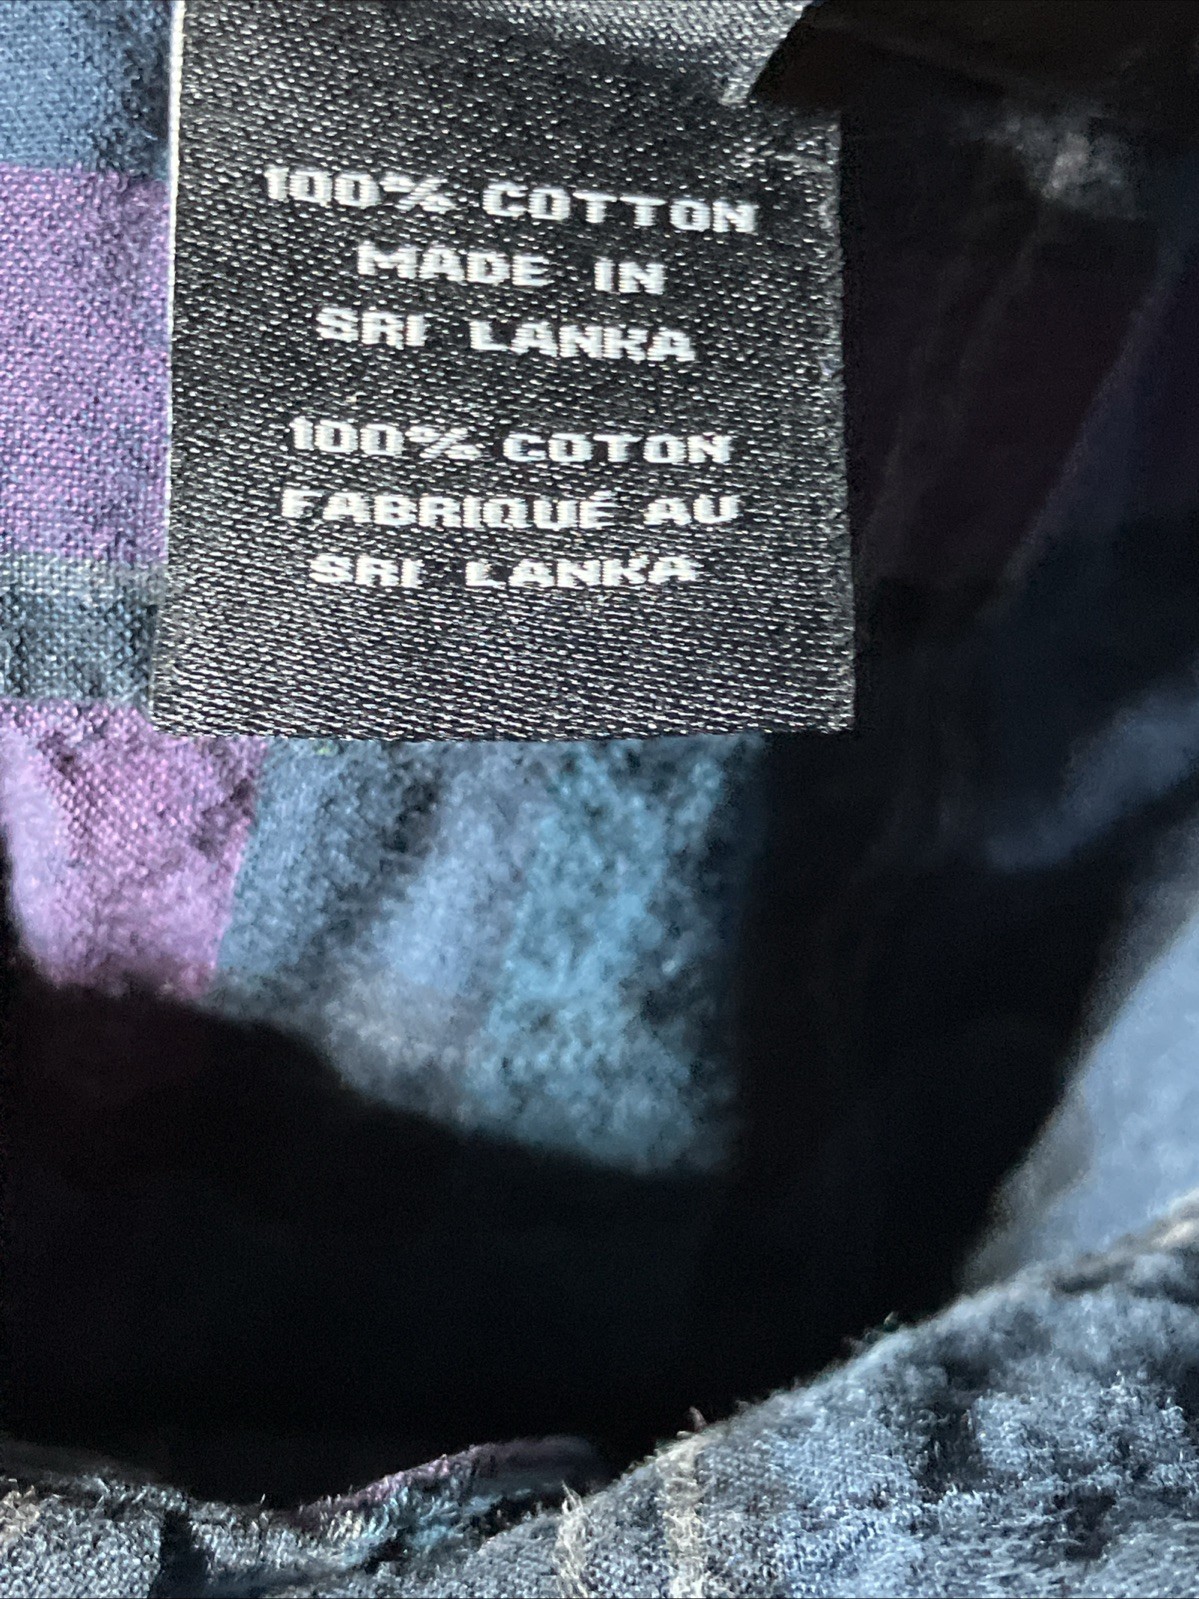 100% COTTON
MADE IN
SRI LANKA
100% COTON
FABRIQUÉ AU
SRI LANKA